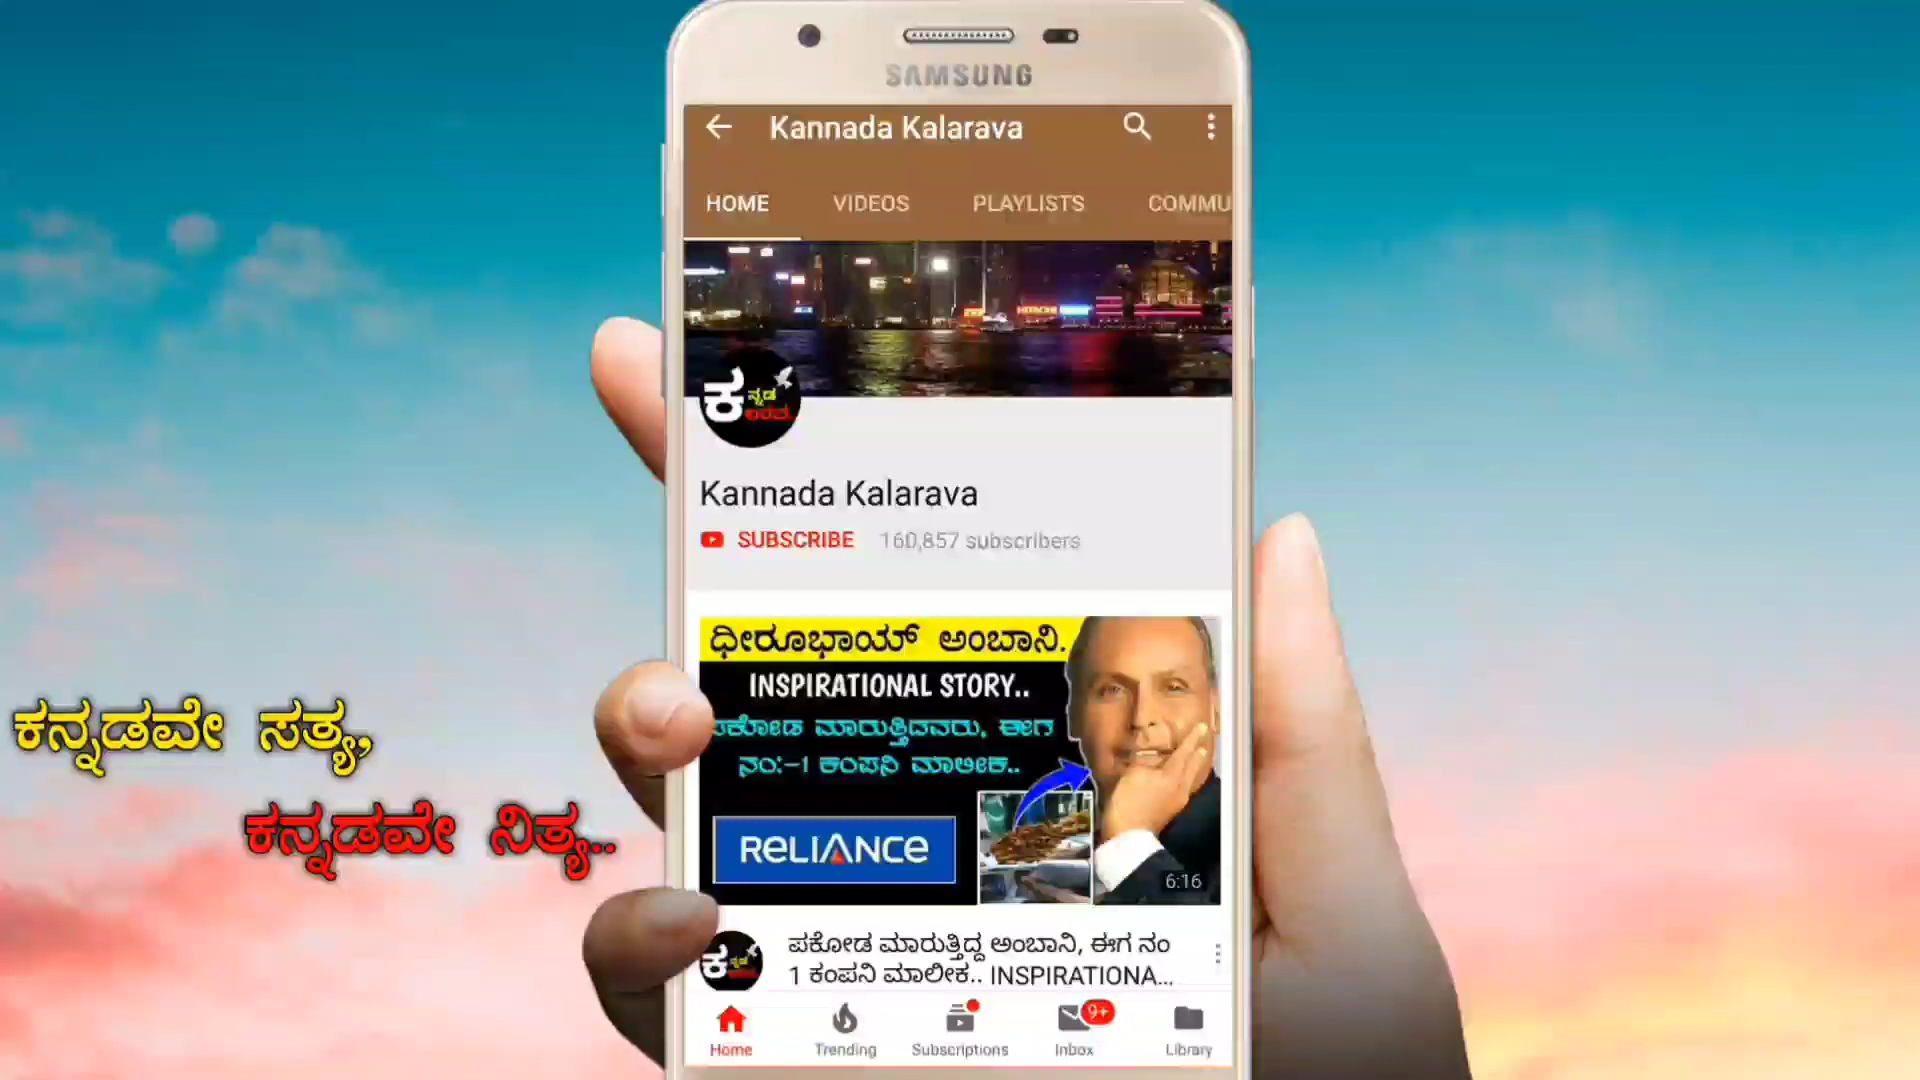 SAMSUNG
Kannada Kalarava
HOME VIDEOS PLAYLISTS COMMU
ಕನ್ನಡ
Kannada Kalarava
SUBSCRIBE 160,857 subscribers
ಧೀರೂಭಾಯ್ ಅಂಬಾನಿ.
INSPIRATIONAL STORY..
ಪಕೋಡ ಮಾರುತ್ತಿದವರು, ಈಗ
ನಂ:-1 ಕಂಪನಿ ಮಾಲೀಕ..
RELIANCE
6:16
ಕನ್ನಡವೇ ಸತ್ಯ,
ಕನ್ನಡವೇ ನಿತ್ಯ..
ಪಕೋಡ ಮಾರುತ್ತಿದ್ದ ಅಂಬಾನಿ, ಈಗ ನಂ
1 ಕಂಪನಿ ಮಾಲೀಕ.. INSPIRATIONA...
9+
Home Trending Subscriptions Inbox Library